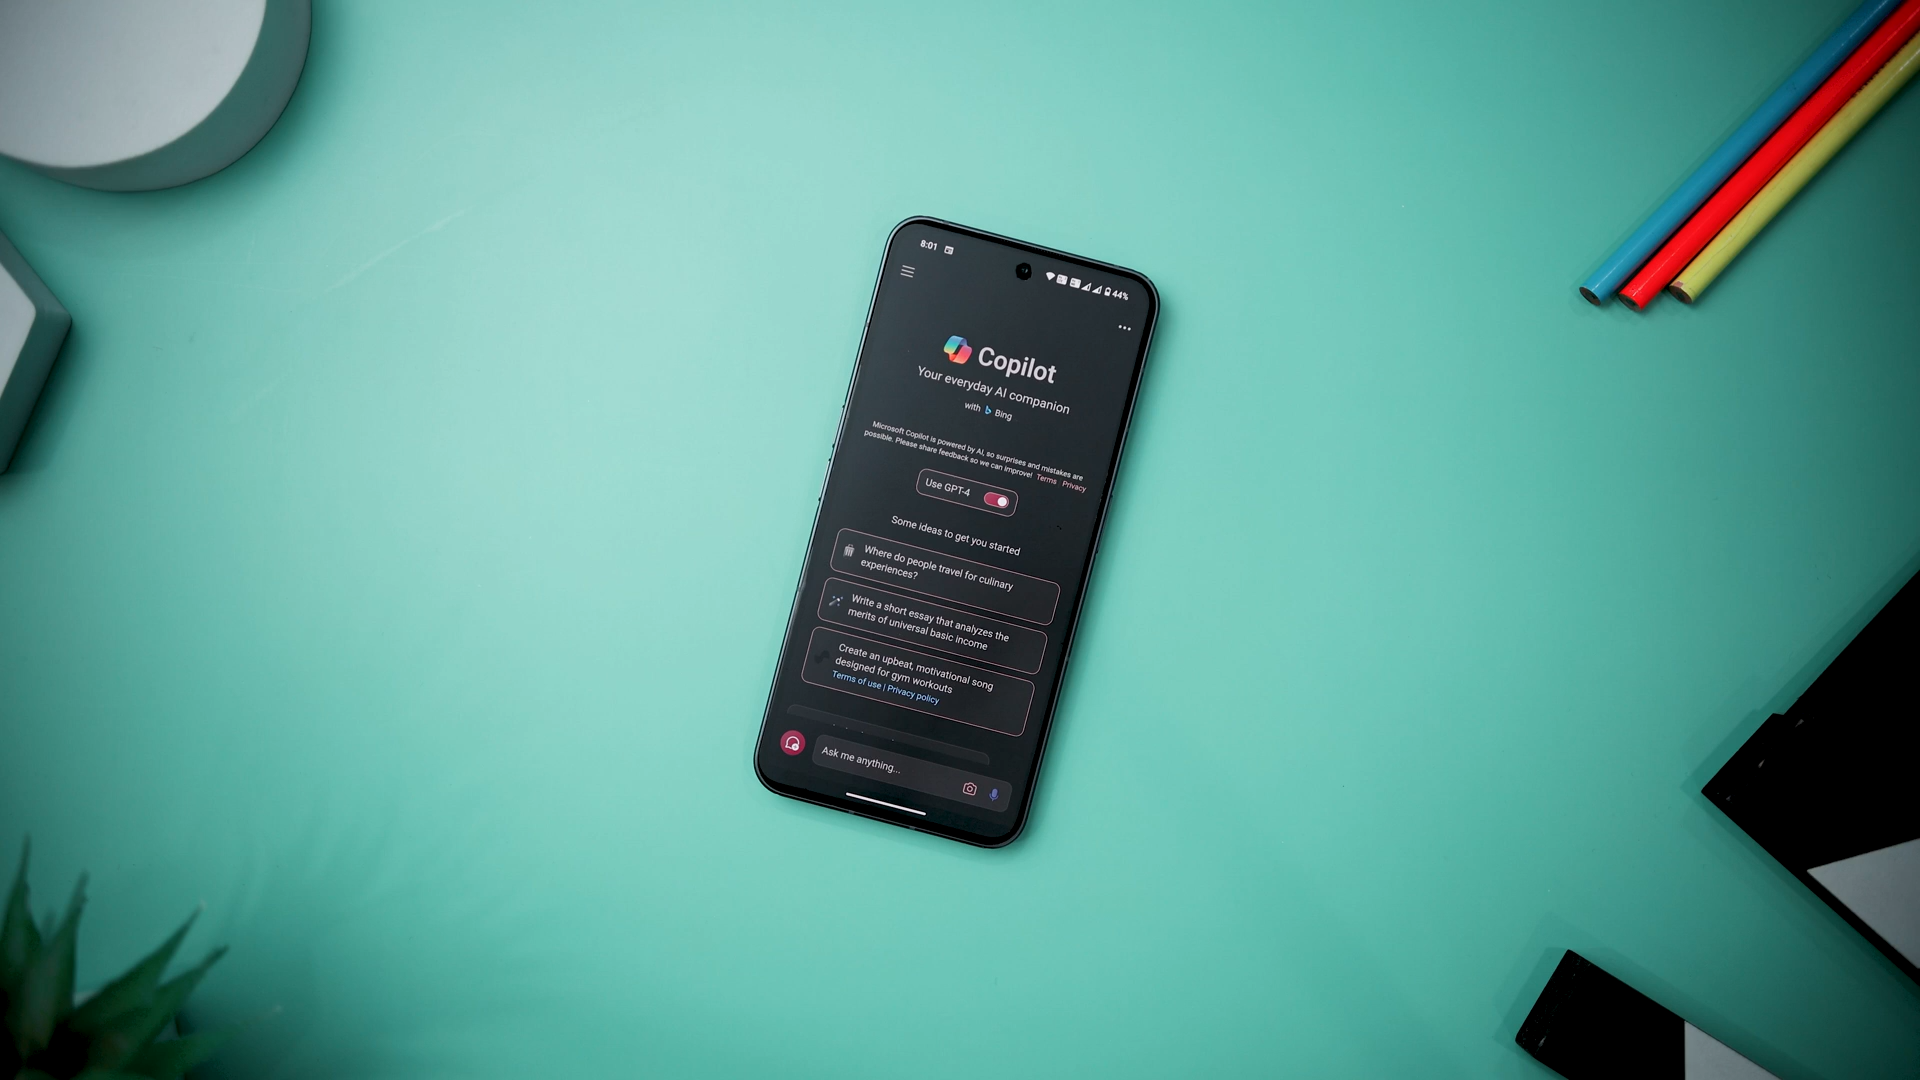 8:01
44%
Copilot
Your everyday AI companion
with Bing
Microsoft Copilot is powered by AI, so surprises and mistakes are
possible. Please share feedback so we can improve! Terms Privacy
Use GPT-4
Some ideas to get you started
Where do people travel for culinary
experiences?
Write a short essay that analyzes the
merits of universal basic income
Create an upbeat, motivational song
designed for gym workouts
Terms of use | Privacy policy
Ask me anything...